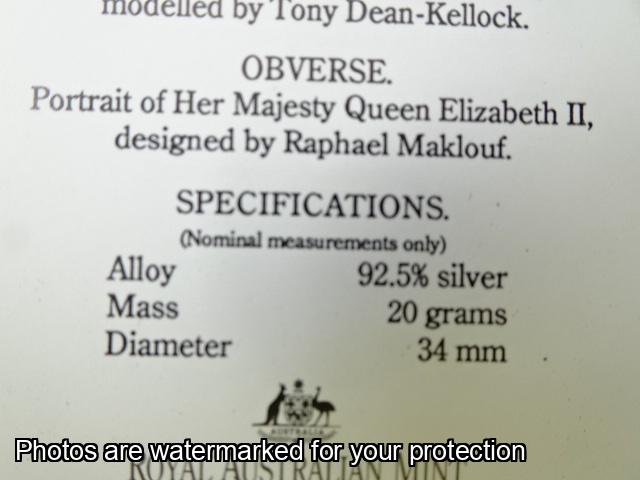 modelled by Tony Dean-Kellock.
OBVERSE.
Portrait of Her Majesty Queen Elizabeth II,
designed by Raphael Maklouf.
SPECIFICATIONS.
(Nominal measurements only)
Alloy 92.5% silver
Mass 20 grams
Diameter 34 mm
AUSTRALIA
Photos are watermarked for your protection
ROYAL AUSTRALIAN MINT